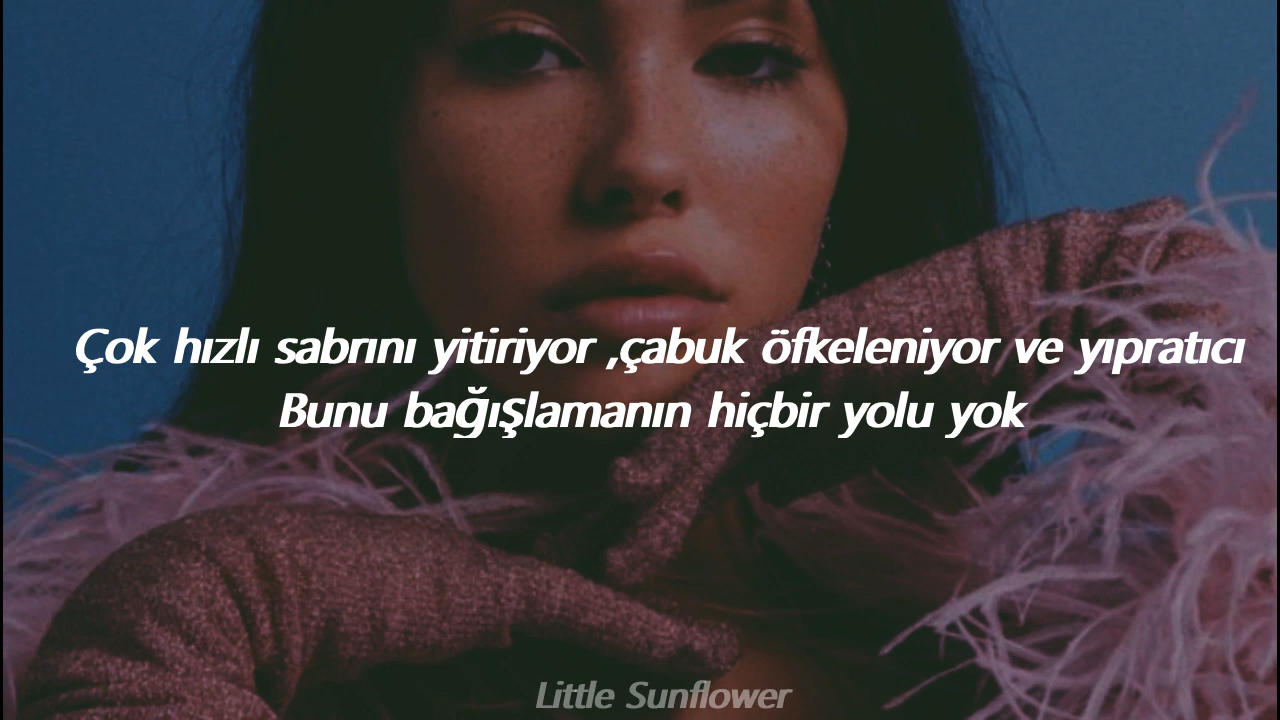 Çok hızlı sabrını yitiriyor ,çabuk öfkeleniyor ve yıpratıcı
Bunu bağışlamanın hiçbir yolu yok
Little Sunflower